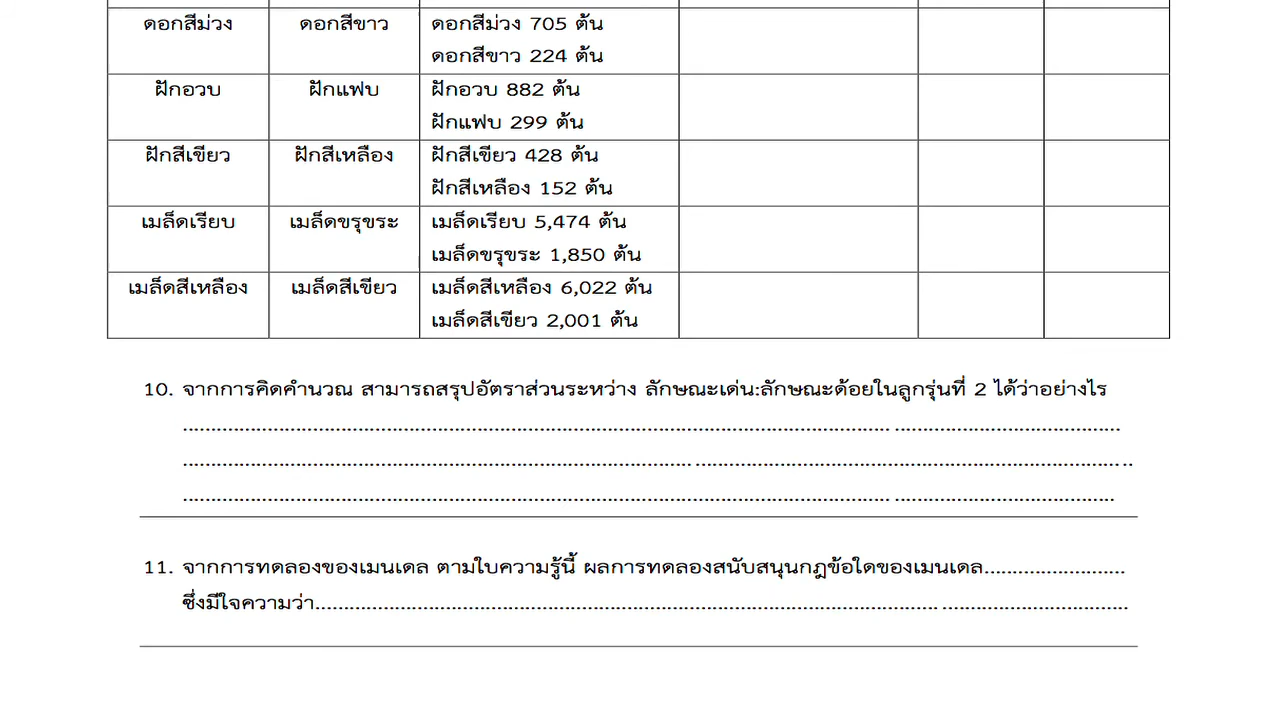 ดอกสีม่วง ดอกสีขาว ดอกสีม่วง 705 ต้น
ดอกสีขาว 224 ต้น
ฝักอวบ ฝักแฟบ ฝักอวบ 882 ต้น
ฝักแฟบ 299 ต้น
ฝักสีเขียว ฝักสีเหลือง ฝักสีเขียว 428 ต้น
ฝักสีเหลือง 152 ต้น
เมล็ดเรียบ เมล็ดขรุขระ เมล็ดเรียบ 5,474 ต้น
เมล็ดขรุขระ 1,850 ต้น
เมล็ดสีเหลือง เมล็ดสีเขียว เมล็ดสีเหลือง 6,022 ต้น
เมล็ดสีเขียว 2,001 ต้น
10. จากการคิดคำนวณ สามารถสรุปอัตราส่วนระหว่าง ลักษณะเด่น:ลักษณะด้อยในลูกรุ่นที่ 2 ได้ว่าอย่างไร
11. จากการทดลองของเมนเดล ตามใบความรู้นี้ ผลการทดลองสนับสนุนกฎข้อใดของเมนเดล.........................
ซึ่งมีใจความว่า.........................